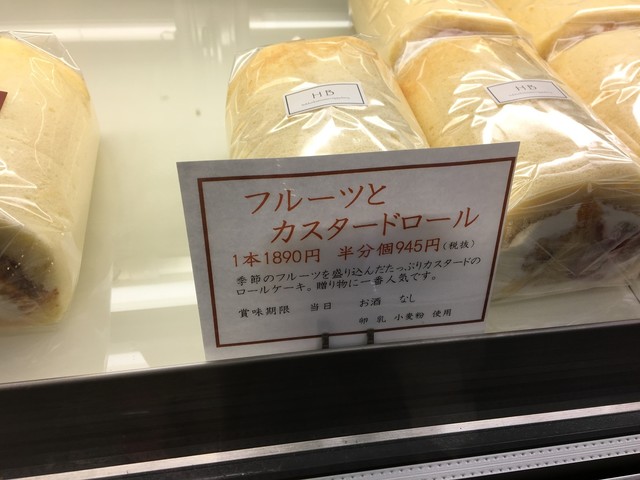 HB
HB
フルーツと
カスタードロール
1本1890円 半分個945円(税抜)
季節のフルーツを盛り込んだたっぷりカスタードの
ロールケーキ。贈り物に一番人気です。
賞味期限 当日 お酒 なし
卵 乳 小麦粉 使用